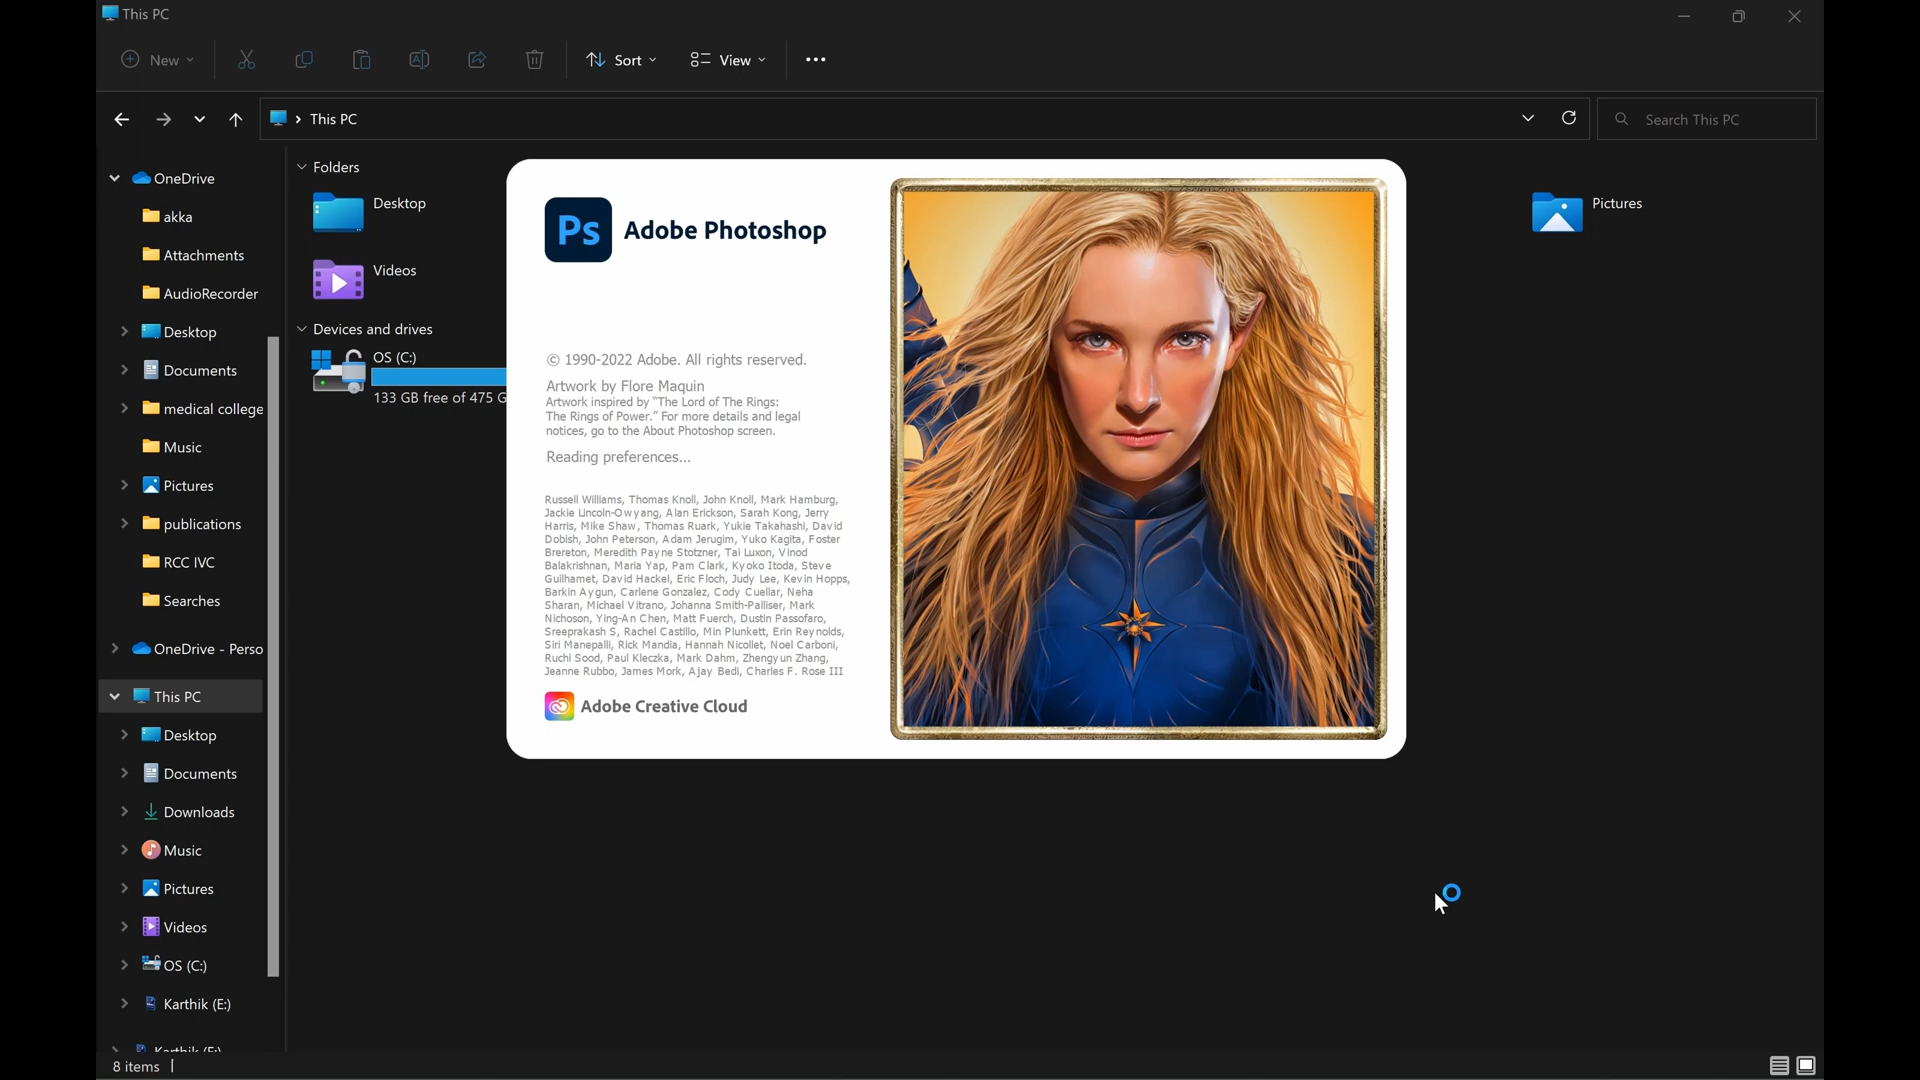 This PC
New
Sort
View
This PC
Search This PC
OneDrive
akka
Attachments
AudioRecorder
Desktop
Documents
medical college
Music
Pictures
publications
RCC IVC
Searches
OneDrive - Perso
This PC
Desktop
Documents
Downloads
Music
Pictures
Videos
OS (C:)
Karthik (E:)
8 items
Folders
Desktop
Videos
Devices and drives
OS (C:)
133 GB free of 475 G
Pictures
Ps Adobe Photoshop
© 1990-2022 Adobe. All rights reserved.
Artwork by Flore Maquin
Artwork inspired by "The Lord of The Rings:
The Rings of Power." For more details and legal
notices, go to the About Photoshop screen.
Reading preferences...
Russell Williams, Thomas Knoll, John Knoll, Mark Hamburg,
Jackie Lincoln-Owyang, Alan Erickson, Sarah Kong, Jerry
Harris, Mike Shaw, Thomas Ruark, Yukie Takahashi, David
Dobish, John Peterson, Adam Jerugim, Yuko Kagita, Foster
Brereton, Meredith Payne Stotzner, Tai Luxon, Vinod
Balakrishnan, Maria Yap, Pam Clark, Kyoko Itoda, Steve
Guilhamet, David Hackel, Eric Floch, Judy Lee, Kevin Hopps,
Barkin Aygun, Carlene Gonzalez, Cody Cuellar, Neha
Sharan, Michael Vitrano, Johanna Smith-Palliser, Mark
Nichoson, Ying-An Chen, Matt Fuerch, Dustin Passofaro,
Sreeprakash S, Rachel Castillo, Min Plunkett, Erin Reynolds,
Siri Manepalli, Rick Mandia, Hannah Nicollet, Noel Carboni,
Ruchi Sood, Paul Kleczka, Mark Dahm, Zhengyun Zhang,
Jeanne Rubbo, James Mork, Ajay Bedi, Charles F. Rose III
Adobe Creative Cloud